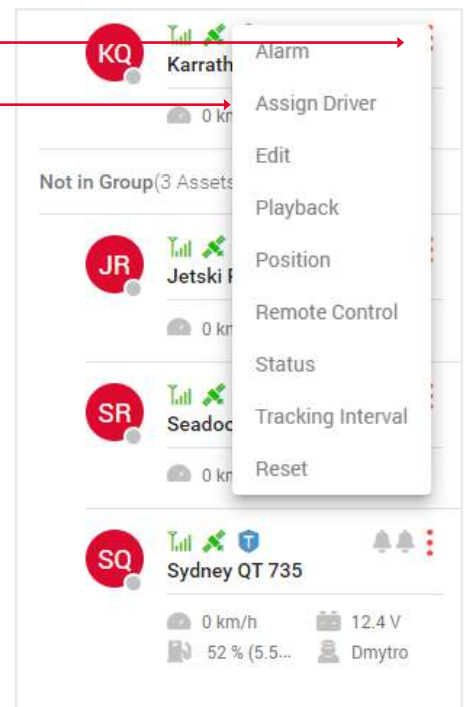 KQ
Karrath
0 km
Alarm
Assign Driver
Edit
Playback
Position
Remote Control
Status
Tracking Interval
Reset
Not in Group(3 Assets
JR
Jetski
0 km
SR
Seadoo
0 km
SQ
T
Sydney QT 735
0 km/h 12.4 V
52 % (5.5... Dmytro